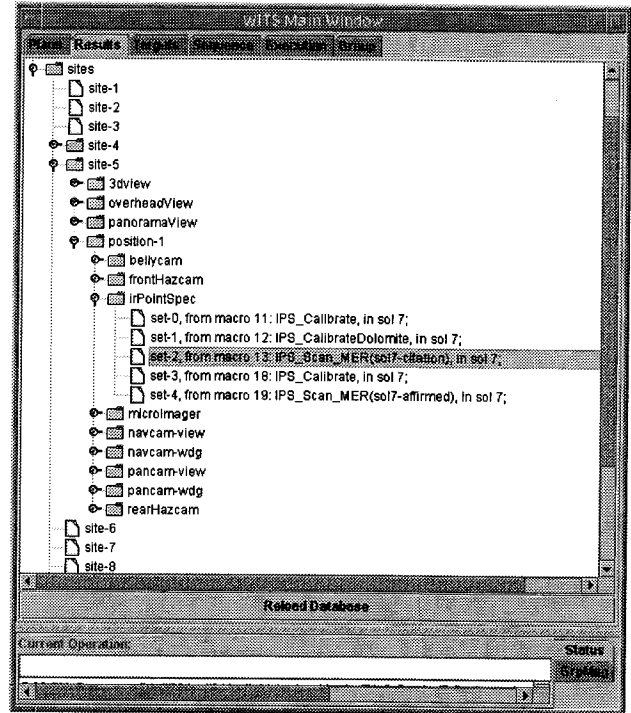 WITS Main Window
Plans Results Targets Sequence Execution Group
sites
site-1
site-2
site-3
site-4
site-5
3dview
overheadView
panoramaView
position-1
bellycam
frontHazcam
irPointSpec
set-0, from macro 11: IPS_Calibrate, in sol 7;
set-1, from macro 12: IPS_CalibrateDolomite, in sol 7;
set-2, from macro 13: IPS_Scan_MER(sol7-citation), in sol 7;
set-3, from macro 18: IPS_Calibrate, in sol 7;
set-4, from macro 19: IPS_Scan_MER(sol7-affirmed), in sol 7;
microImager
navcam-view
navcam-wdg
pancam-view
pancam-wdg
rearHazcam
site-6
site-7
site-8
Reload Database
Current Operation:
Status